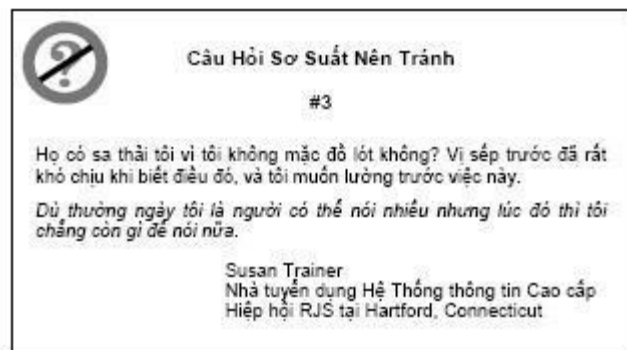 ?
Câu Hỏi Sơ Suất Nên Tránh
#3
Họ có sa thải tôi vì tôi không mặc đồ lót không? Vị sếp trước đã rất
khó chịu khi biết điều đó, và tôi muốn lường trước việc này.
Dù thường ngày tôi là người có thể nói nhiều nhưng lúc đó thì tôi
chẳng còn gì để nói nữa.
Susan Trainer
Nhà tuyển dụng Hệ Thống thông tin Cao cấp
Hiệp hội RJS tại Hartford, Connecticut